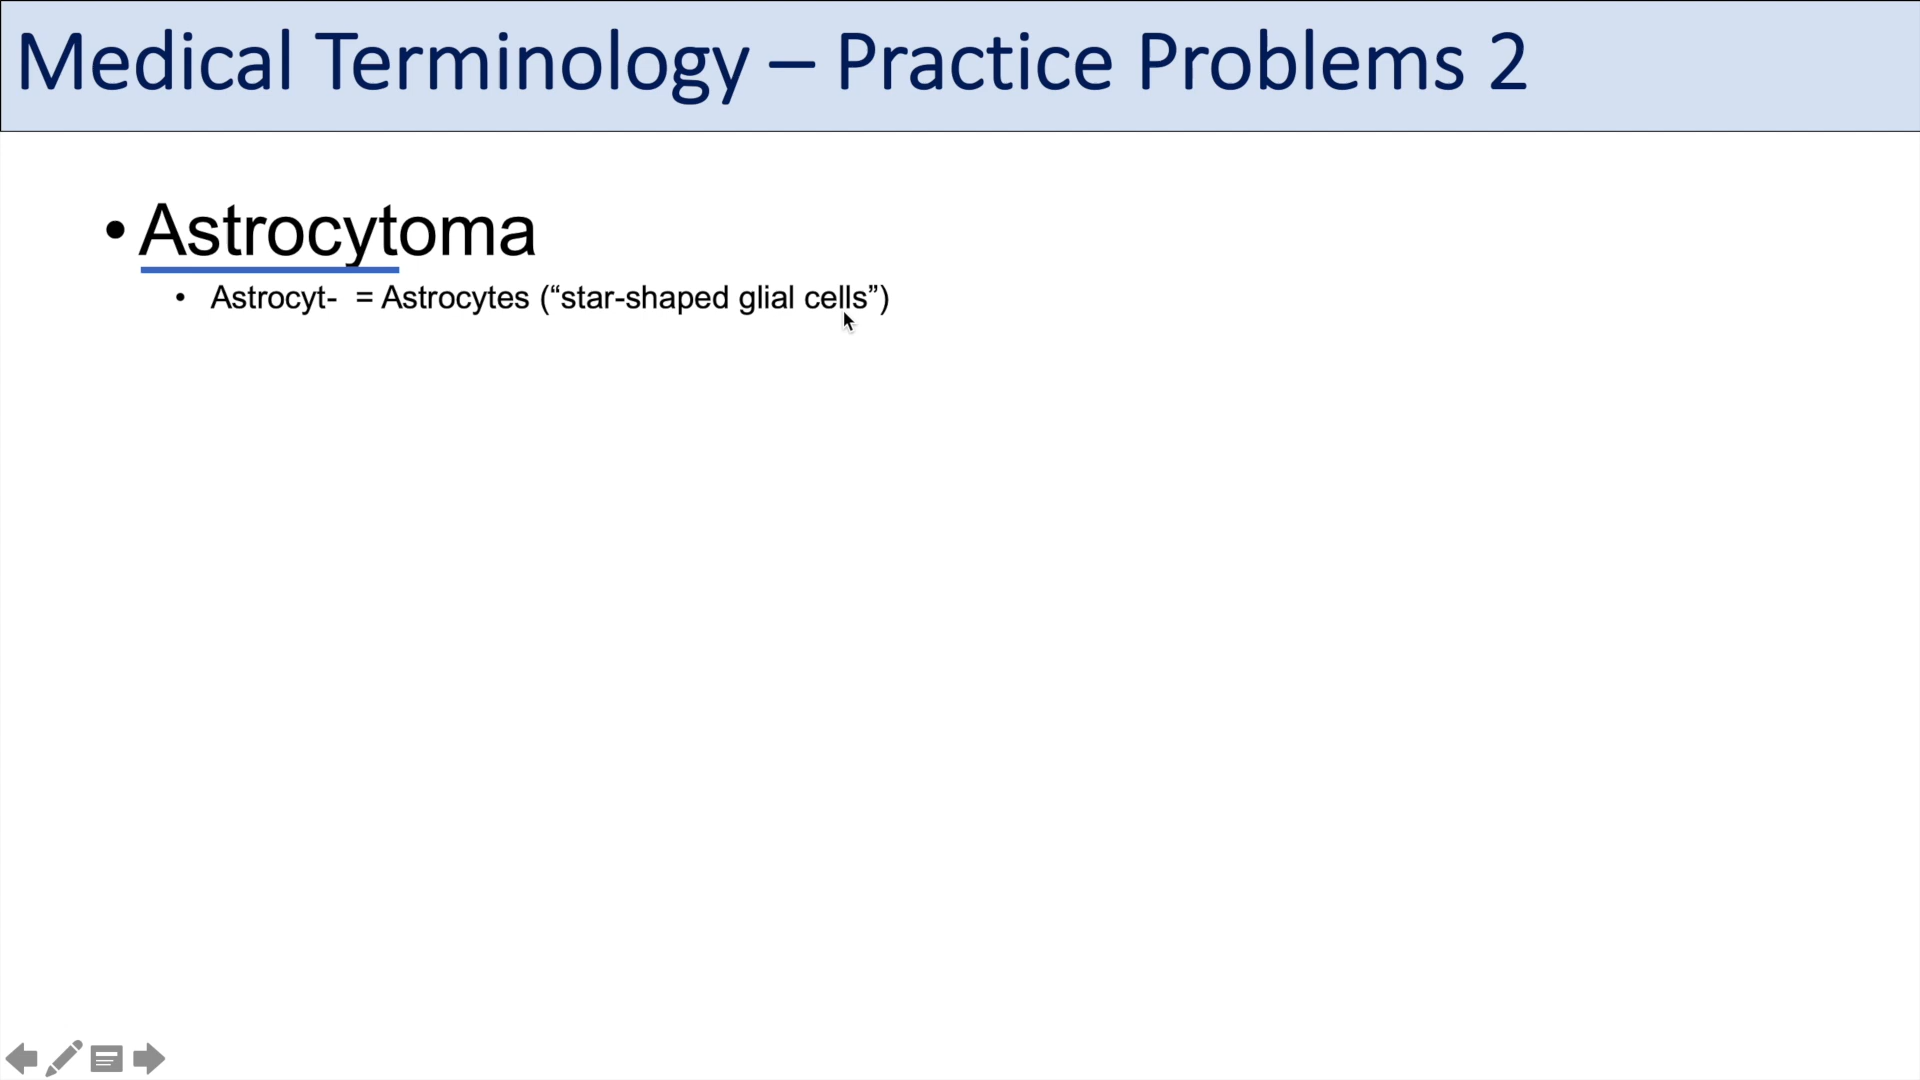 Medical Terminology – Practice Problems 2
• Astrocytoma
• Astrocyt- = Astrocytes (“star-shaped glial cells”)